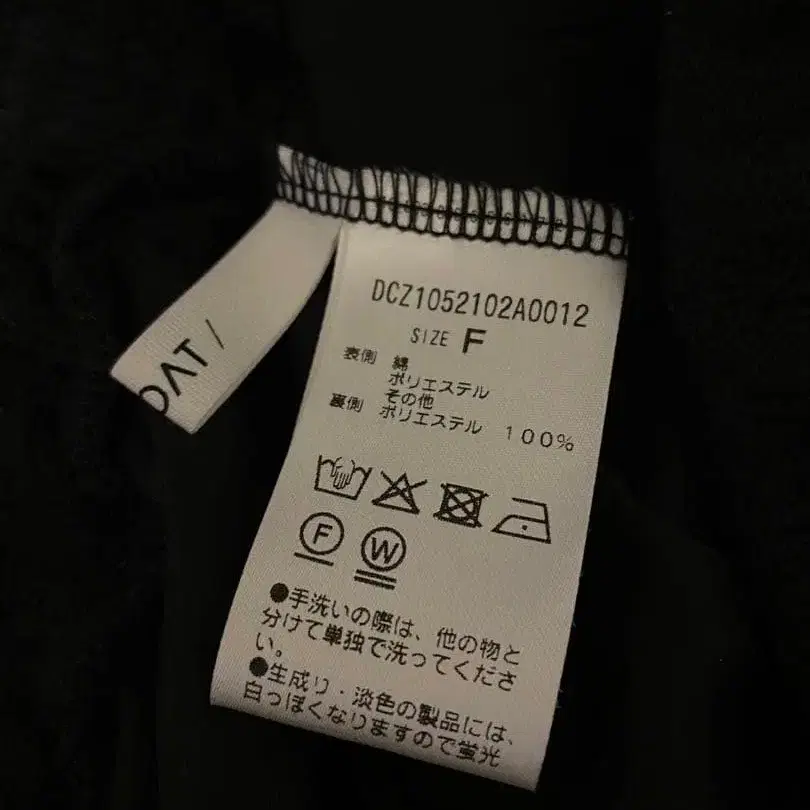 DCZ1052102A0012
SIZE F
表側 綿
ポリエステル
その他
裏側 ポリエステル 100%
F W
●手洗いの際は、他の物と
分けて単独で洗ってくださ
い。
●生成り・淡色の製品には、
白っぽくなりますので蛍光
OAT /